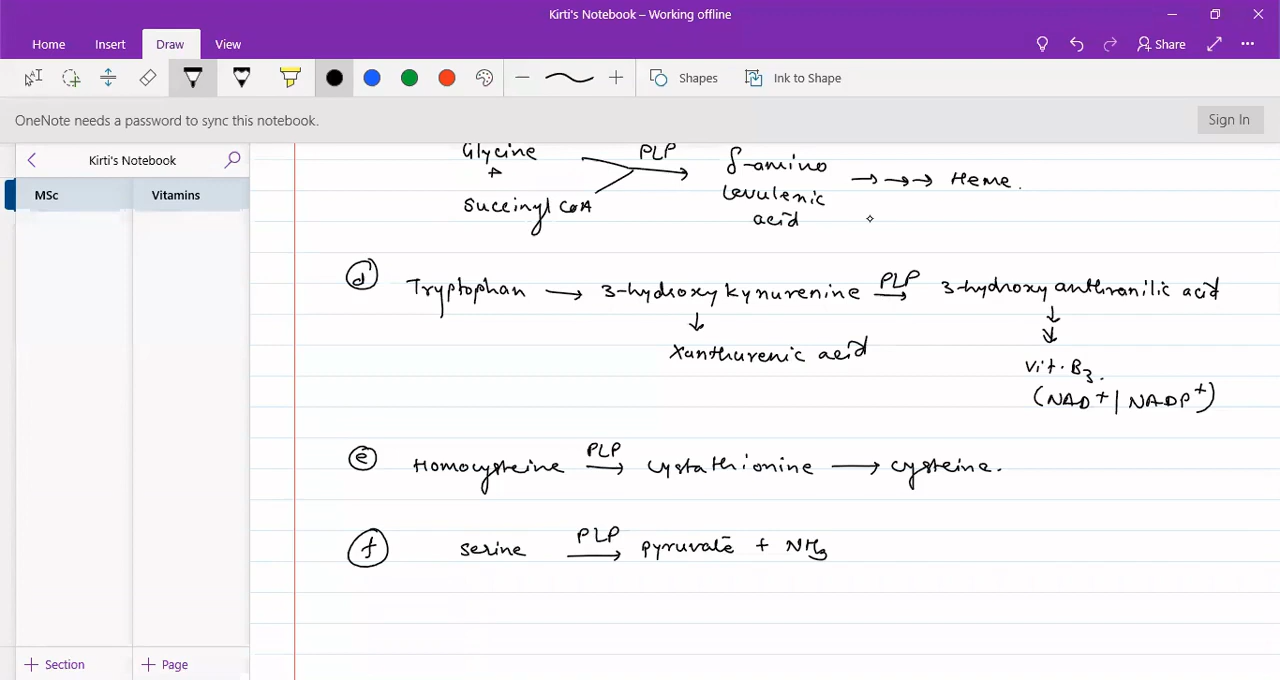 Kirti's Notebook – Working offline
Home Insert Draw View Share
Shapes Ink to Shape
OneNote needs a password to sync this notebook. Sign In
Kirti's Notebook
MSc Vitamins
Glycine PLP δ-amino
+ levulenic → → → Heme.
Succinyl CoA acid
d Tryptophan → 3-hydroxy kynurenine PLP → 3-hydroxy anthranilic acid
↓ ↓
Xanthurenic acid ↓
Vit. B3.
(NAD+ | NADP+)
e Homocysteine PLP → cystathionine → cysteine.
f serine PLP → pyruvate + NH3
+ Section + Page